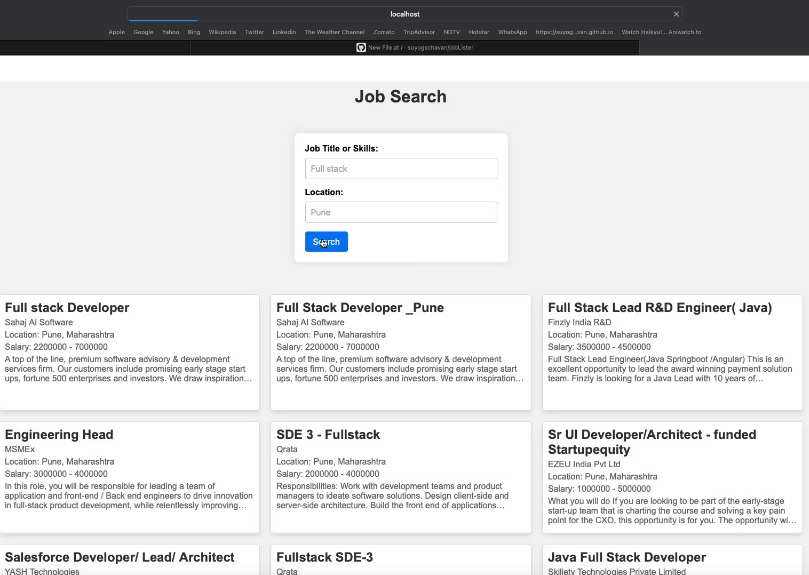 localhost
Apple Google Yahoo Bing Wikipedia Twitter LinkedIn The Weather Channel Zomato TripAdvisor NDTV Hotstar WhatsApp https://suyog...van.github.io Watch Haikyu!... Aniwatch.to
New File at / · suyogschavan/jobLister
Job Search
Job Title or Skills:
Full stack
Location:
Pune
Search
Full stack Developer
Sahaj AI Software
Location: Pune, Maharashtra
Salary: 2200000 - 7000000
A top of the line, premium software advisory & development
services firm. Our customers include promising early stage start
ups, fortune 500 enterprises and investors. We draw inspiration...
Full Stack Developer _Pune
Sahaj AI Software
Location: Pune, Maharashtra
Salary: 2200000 - 7000000
A top of the line, premium software advisory & development
services firm. Our customers include promising early stage start
ups, fortune 500 enterprises and investors. We draw inspiration...
Full Stack Lead R&D Engineer( Java)
Finzly India R&D
Location: Pune, Maharashtra
Salary: 3500000 - 4500000
Full Stack Lead Engineer(Java Springboot /Angular) This is an
excellent opportunity to lead the award winning payment solution
team. Finzly is looking for a Java Lead with 10 years of...
Engineering Head
MSMEx
Location: Pune, Maharashtra
Salary: 3000000 - 4000000
In this role, you will be responsible for leading a team of
application and front-end / Back end engineers to drive innovation
in full-stack product development, while relentlessly improving...
SDE 3 - Fullstack
Qrata
Location: Pune, Maharashtra
Salary: 2000000 - 4000000
Responsibilities: Work with development teams and product
managers to ideate software solutions. Design client-side and
server-side architecture. Build the front end of applications...
Sr UI Developer/Architect - funded
Startupequity
EZEU India Pvt Ltd
Location: Pune, Maharashtra
Salary: 1000000 - 5000000
What you will do If you are looking to be part of the early-stage
start-up team that is charting the course and solving a key pain
point for the CXO, this opportunity is for you. The opportunity wi...
Salesforce Developer/ Lead/ Architect
YASH Technologies
Fullstack SDE-3
Qrata
Java Full Stack Developer
Skillety Technologies Private Limited